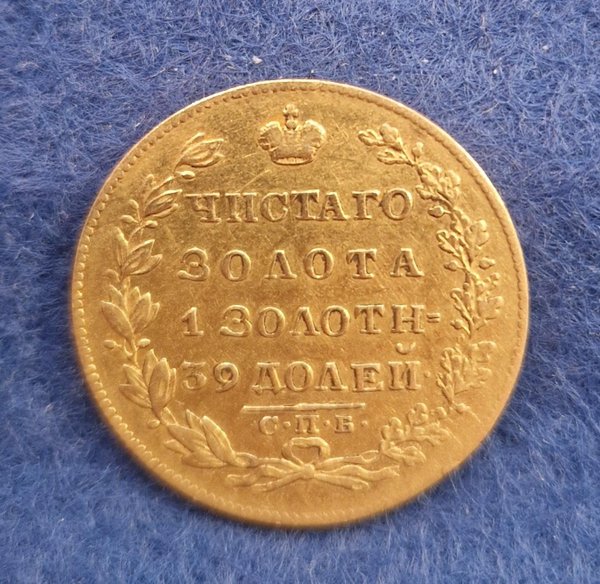 ЧИСТАГО
ЗОЛОТА
1 ЗОЛОТН=
39 ДОЛЕЙ·
С·П·Б·